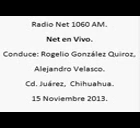 Radio Net 1060 AM.
Net en Vivo.
Conduce: Rogelio González Quiroz,
Alejandro Velasco.
Cd. Juárez,  Chihuahua.
15 Noviembre 2013.